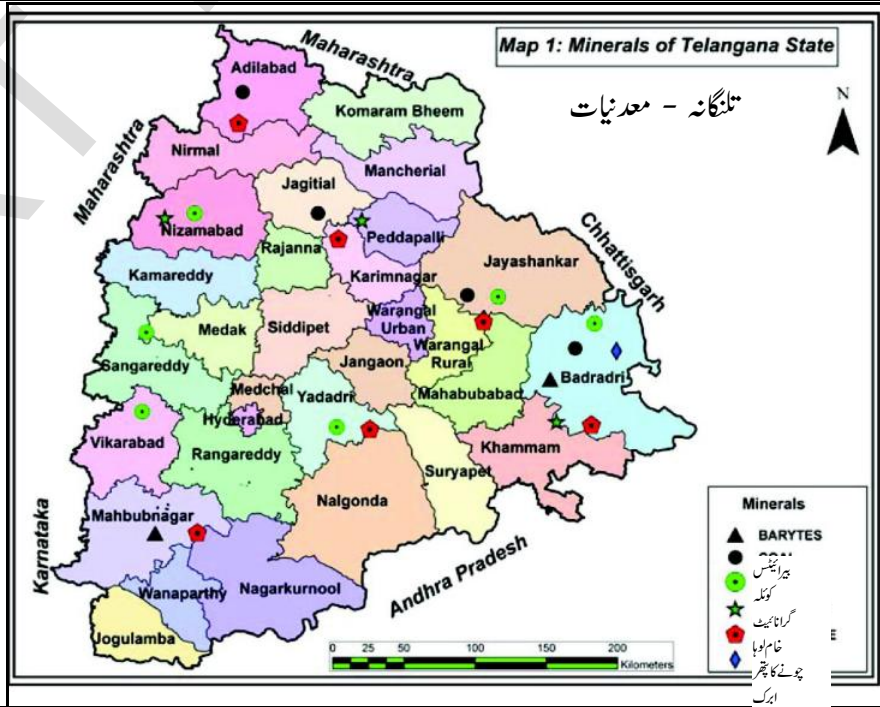 Map 1: Minerals of Telangana State
تلنگانہ - معدنیات
N
Maharashtra
Maharashtra
Chhattisgarh
Karnataka
Andhra Pradesh
Adilabad
Komaram Bheem
Nirmal
Mancherial
Jagitial
Nizamabad
Peddapalli
Rajanna
Jayashankar
Kamareddy
Karimnagar
Warangal
Urban
Medak
Siddipet
Warangal
Rural
Jangaon
Sangareddy
Badradri
Medchal
Yadadri
Mahabubabad
Hyderabad
Vikarabad
Rangareddy
Khammam
Suryapet
Nalgonda
Mahbubnagar
Nagarkurnool
Wanaparthy
Jogulamba
0 25 50 100 150 200
Kilometers
Minerals
BARYTES
بیرائیٹس
کوئلہ
گرانائیٹ
خام لوہا
E
چونے کا پتھر
ابرک